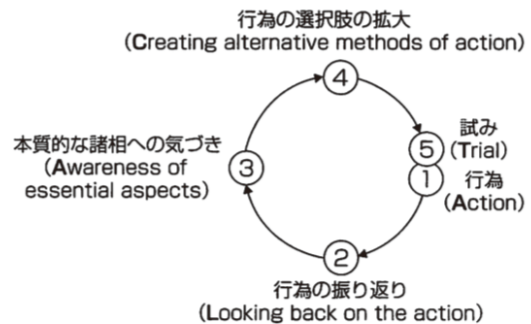 行為の選択肢の拡大
(Creating alternative methods of action)
④
試み
⑤
(Trial)
本質的な諸相への気づき
(Awareness of
essential aspects)
③
①
行為
(Action)
②
行為の振り返り
(Looking back on the action)